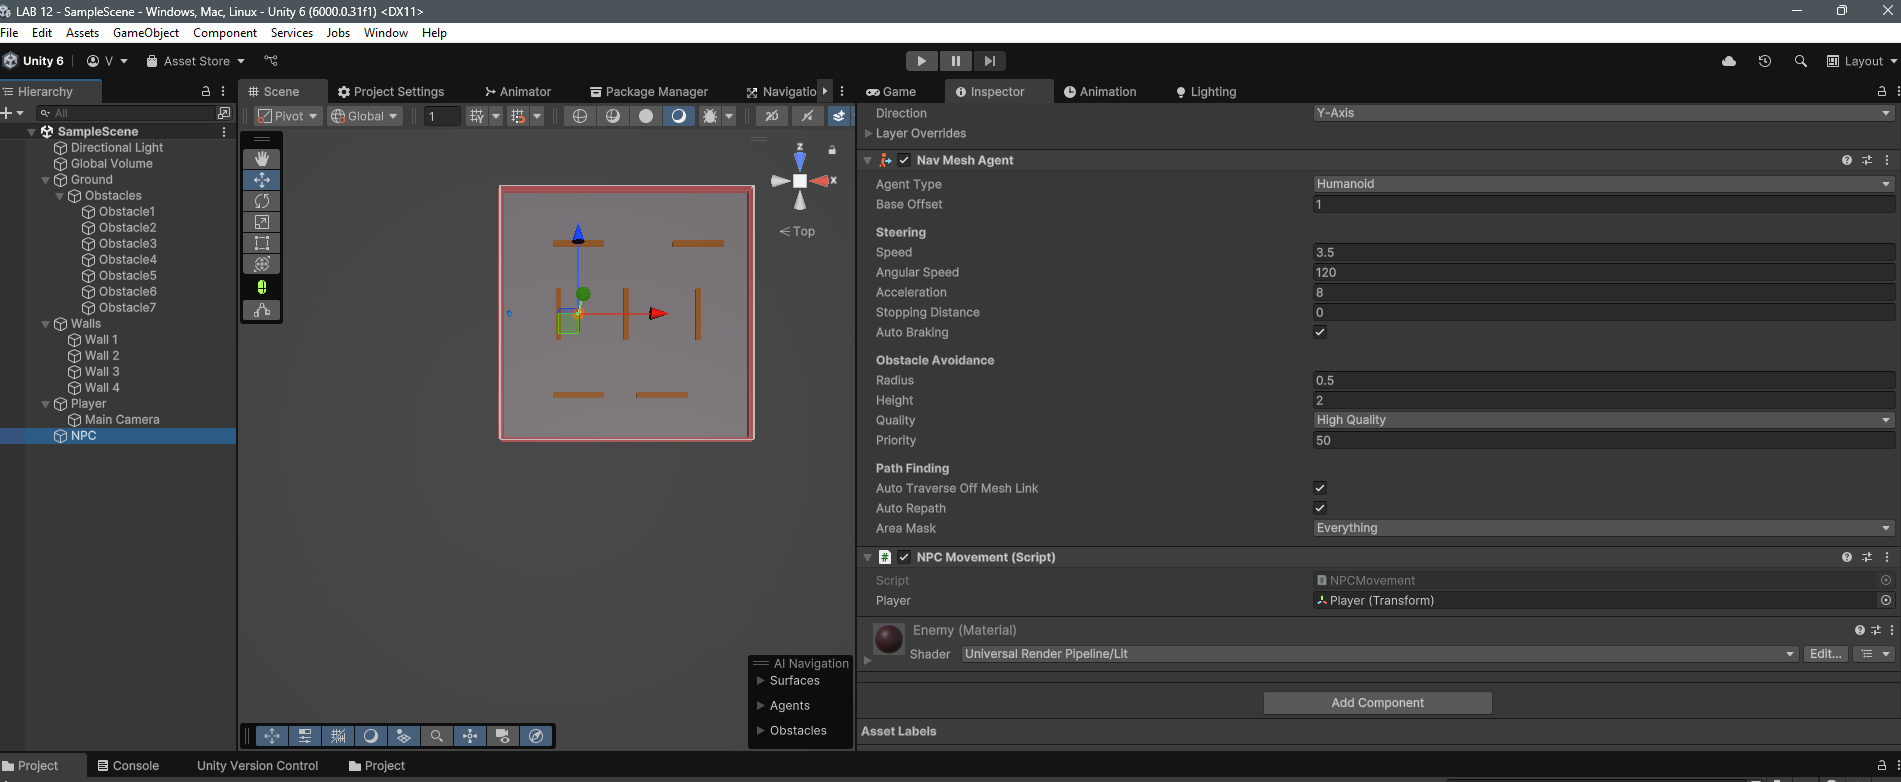 LAB 12 - SampleScene - Windows, Mac, Linux - Unity 6 (6000.0.31f1) <DX11>
File Edit Assets GameObject Component Services Jobs Window Help
Unity 6 V Asset Store Layout
Hierarchy
All
SampleScene
Directional Light
Global Volume
Ground
Obstacles
Obstacle1
Obstacle2
Obstacle3
Obstacle4
Obstacle5
Obstacle6
Obstacle7
Walls
Wall 1
Wall 2
Wall 3
Wall 4
Player
Main Camera
NPC
Scene Project Settings Animator Package Manager Navigatio
Pivot Global 1 2D
z
x
Top
AI Navigation
Surfaces
Agents
Obstacles
Game Inspector Animation Lighting
Direction Y-Axis
Layer Overrides
Nav Mesh Agent
Agent Type Humanoid
Base Offset 1
Steering
Speed 3.5
Angular Speed 120
Acceleration 8
Stopping Distance 0
Auto Braking
Obstacle Avoidance
Radius 0.5
Height 2
Quality High Quality
Priority 50
Path Finding
Auto Traverse Off Mesh Link
Auto Repath
Area Mask Everything
# NPC Movement (Script)
Script NPCMovement
Player Player (Transform)
Enemy (Material)
Shader Universal Render Pipeline/Lit Edit...
Add Component
Asset Labels
Project Console Unity Version Control Project